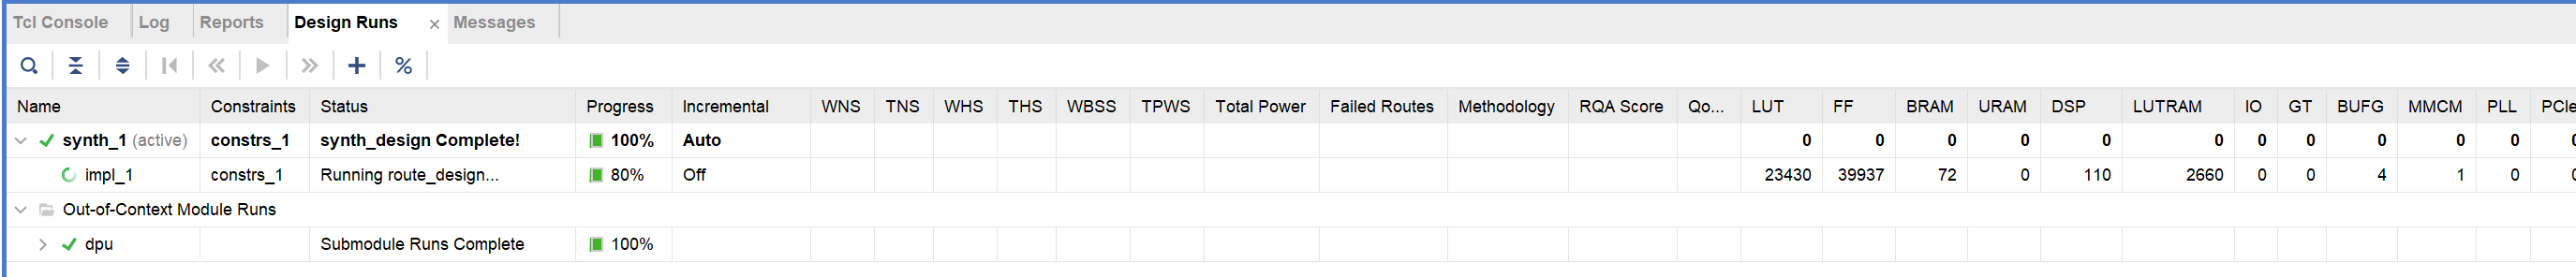 Tcl Console Log Reports Design Runs × Messages
Name Constraints Status Progress Incremental WNS TNS WHS THS WBSS TPWS Total Power Failed Routes Methodology RQA Score Qo... LUT FF BRAM URAM DSP LUTRAM IO GT BUFG MMCM PLL PCIe
synth_1 (active) constrs_1 synth_design Complete! 100% Auto 0 0 0 0 0 0 0 0 0 0 0
impl_1 constrs_1 Running route_design... 80% Off 23430 39937 72 0 110 2660 0 0 4 1 0
Out-of-Context Module Runs
dpu Submodule Runs Complete 100%